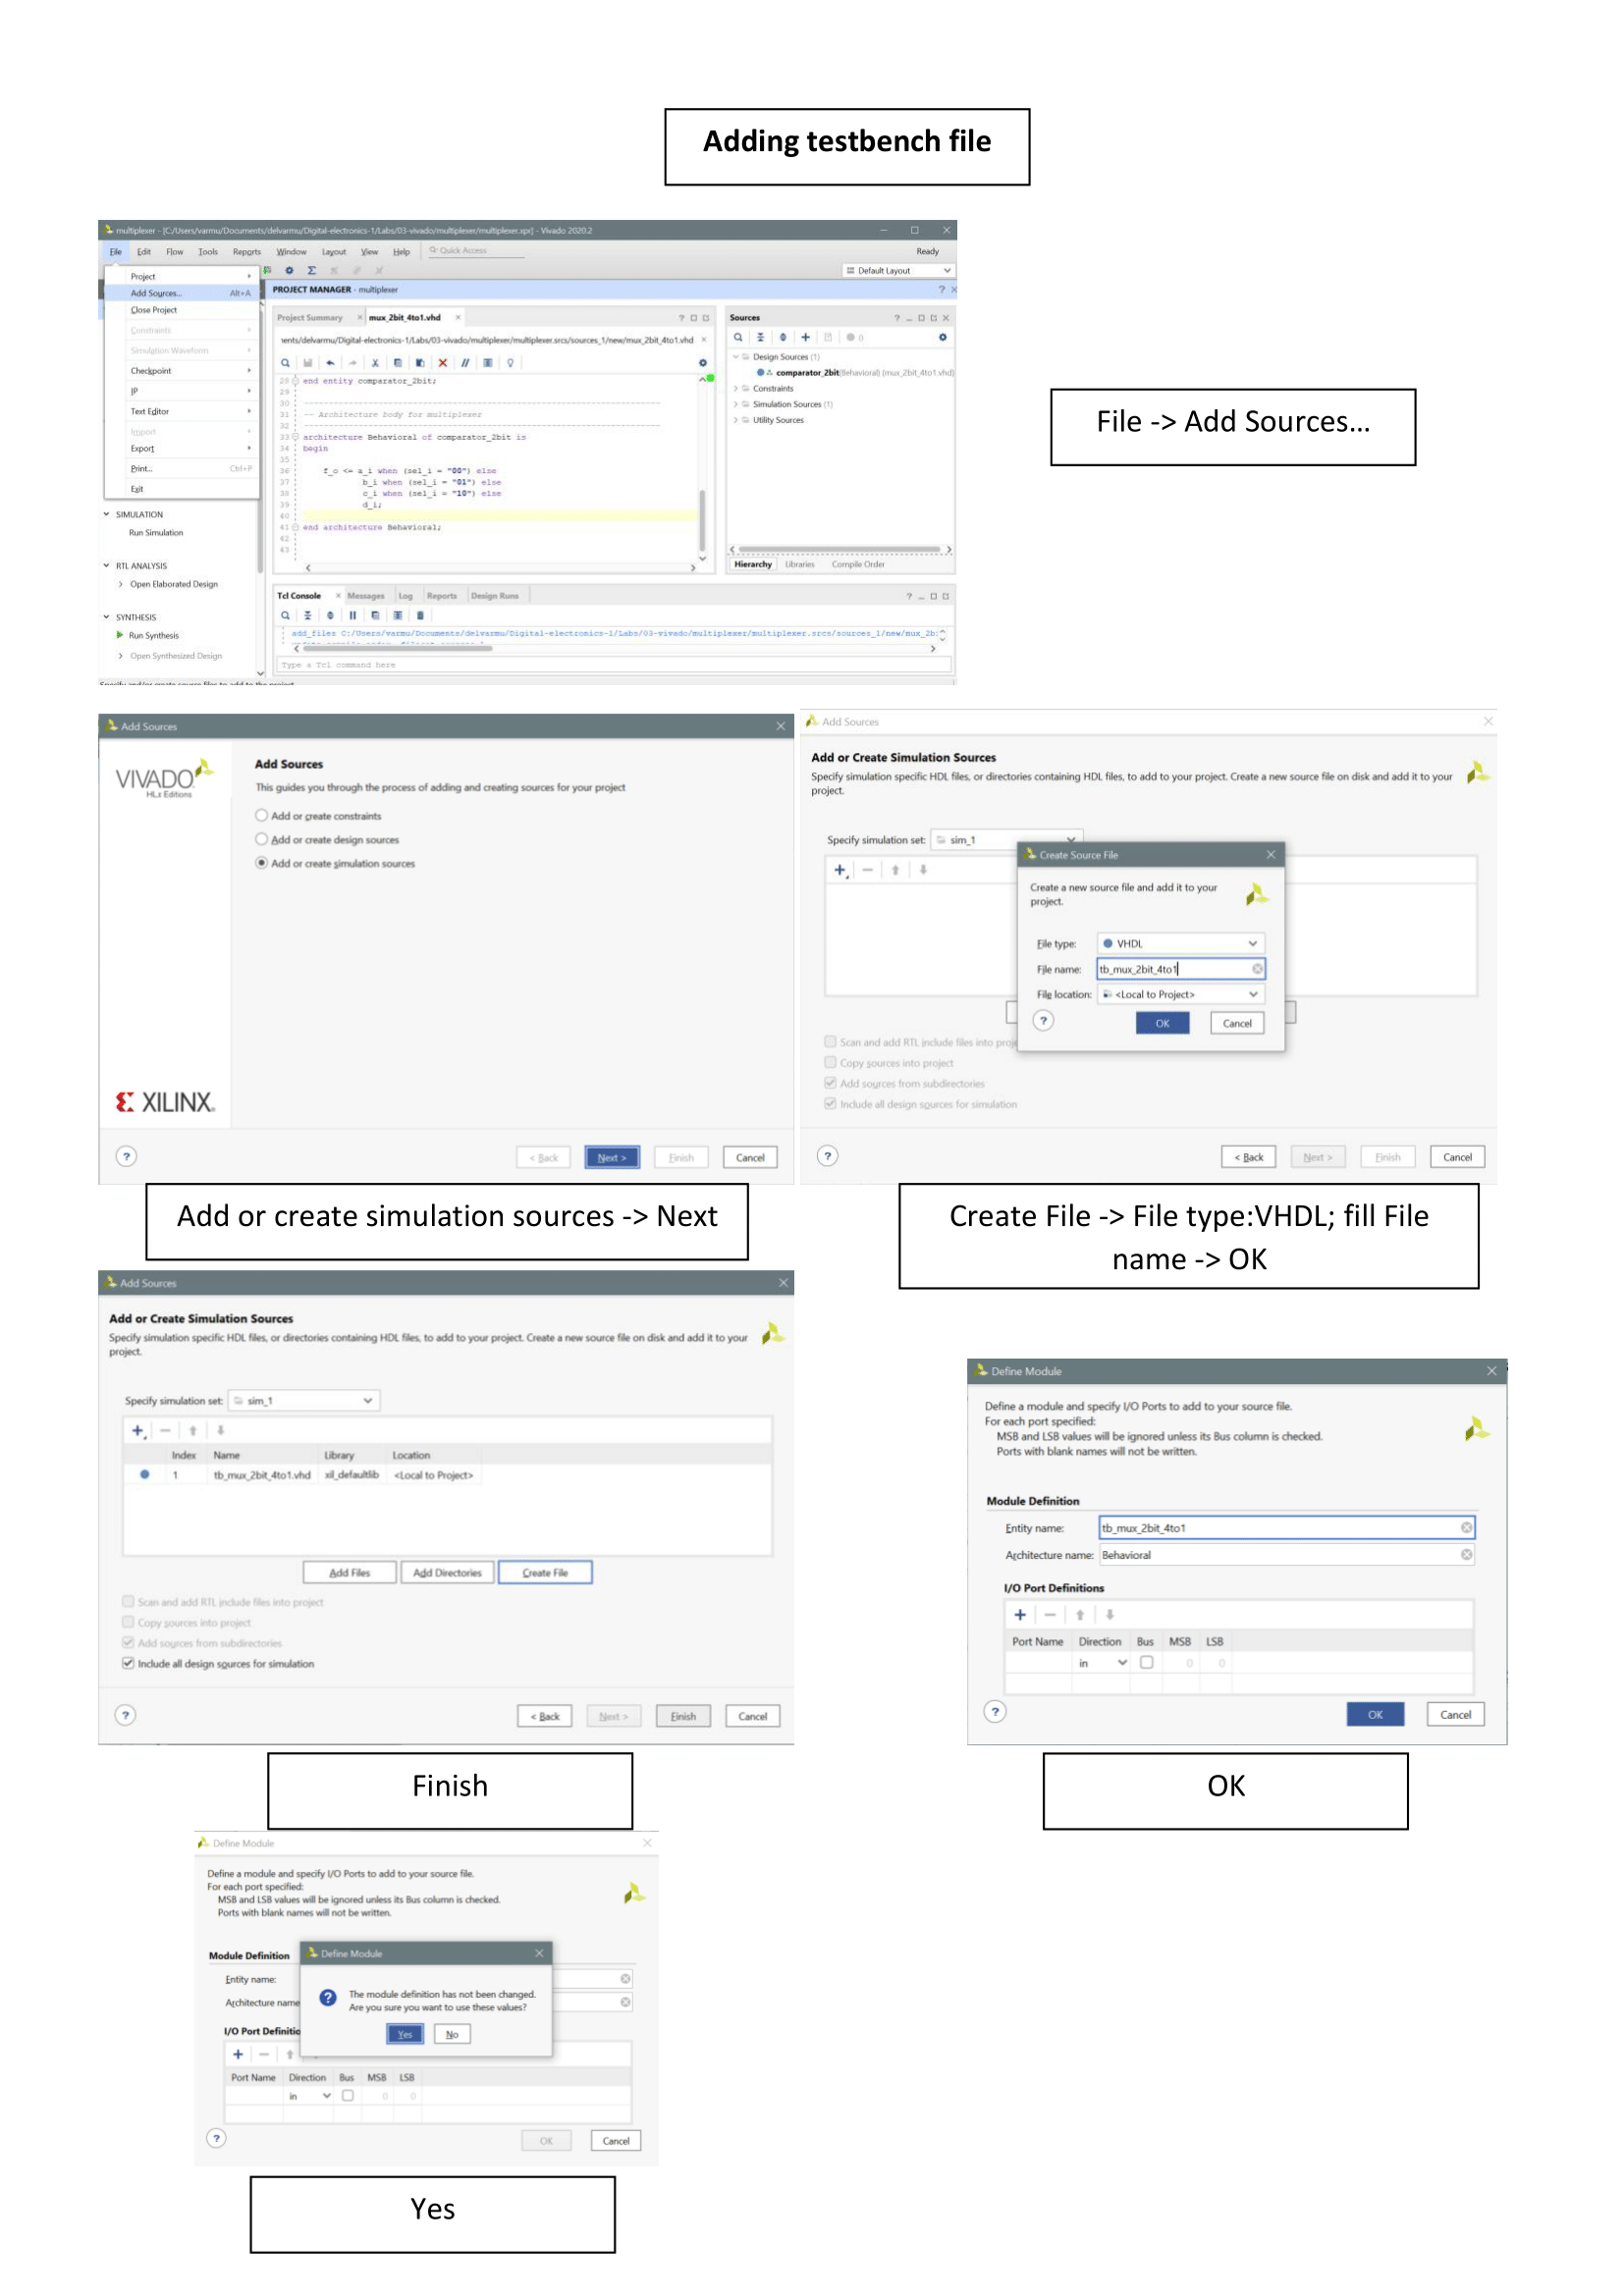 Adding testbench file
multiplexer - [C:/Users/varmu/Documents/delvarmu/Digital-electronics-1/Labs/03-vivado/multiplexer/multiplexer.xpr] - Vivado 2020.2
File Edit Flow Tools Reports Window Layout View Help Quick Access Ready
Default Layout
Project
Add Sources... Alt+A
Close Project
Constraints
Simulation Waveform
Checkpoint
IP
Text Editor
Import
Export
Print... Ctrl+P
Exit
SIMULATION
Run Simulation
RTL ANALYSIS
Open Elaborated Design
SYNTHESIS
Run Synthesis
Open Synthesized Design
PROJECT MANAGER - multiplexer
Project Summary × mux_2bit_4to1.vhd ×
nents/delvarmu/Digital-electronics-1/Labs/03-vivado/multiplexer/multiplexer.srcs/sources_1/new/mux_2bit_4to1.vhd ×
28 end entity comparator_2bit;
29
30 ------------------------------------------------------------
31 -- Architecture body for multiplexer
32 ------------------------------------------------------------
33 architecture Behavioral of comparator_2bit is
34 begin
35
36 f_o <= a_i when (sel_i = "00") else
37 b_i when (sel_i = "01") else
38 c_i when (sel_i = "10") else
39 d_i;
40
41 end architecture Behavioral;
42
43
Sources
Design Sources (1)
comparator_2bit(Behavioral) (mux_2bit_4to1.vhd)
Constraints
Simulation Sources (1)
Utility Sources
Hierarchy Libraries Compile Order
Tcl Console × Messages Log Reports Design Runs
add_files C:/Users/varmu/Documents/delvarmu/Digital-electronics-1/Labs/03-vivado/multiplexer/multiplexer.srcs/sources_1/new/mux_2b
Type a Tcl command here
File -> Add Sources...
Add Sources
VIVADO
HLx Editions
Add Sources
This guides you through the process of adding and creating sources for your project
Add or create constraints
Add or create design sources
Add or create simulation sources
XILINX
? < Back Next > Finish Cancel
Add or create simulation sources -> Next
Add Sources
Add or Create Simulation Sources
Specify simulation specific HDL files, or directories containing HDL files, to add to your project. Create a new source file on disk and add it to your
project.
Specify simulation set: sim_1
Create Source File
Create a new source file and add it to your
project.
File type: VHDL
File name: tb_mux_2bit_4to1
File location: <Local to Project>
? OK Cancel
Scan and add RTL include files into proje
Copy sources into project
Add sources from subdirectories
Include all design sources for simulation
? < Back Next > Finish Cancel
Create File -> File type:VHDL; fill File
name -> OK
Add Sources
Add or Create Simulation Sources
Specify simulation specific HDL files, or directories containing HDL files, to add to your project. Create a new source file on disk and add it to your
project.
Specify simulation set: sim_1
Index Name Library Location
1 tb_mux_2bit_4to1.vhd xil_defaultlib <Local to Project>
Add Files Add Directories Create File
Scan and add RTL include files into project
Copy sources into project
Add sources from subdirectories
Include all design sources for simulation
? < Back Next > Finish Cancel
Finish
Define Module
Define a module and specify I/O Ports to add to your source file.
For each port specified:
MSB and LSB values will be ignored unless its Bus column is checked.
Ports with blank names will not be written.
Module Definition
Entity name: tb_mux_2bit_4to1
Architecture name: Behavioral
I/O Port Definitions
Port Name Direction Bus MSB LSB
in 0 0
? OK Cancel
OK
Define Module
Define a module and specify I/O Ports to add to your source file.
For each port specified:
MSB and LSB values will be ignored unless its Bus column is checked.
Ports with blank names will not be written.
Module Definition
Entity name:
Architecture name
I/O Port Definitio
Define Module
The module definition has not been changed.
Are you sure you want to use these values?
Yes No
Port Name Direction Bus MSB LSB
in 0 0
? OK Cancel
Yes